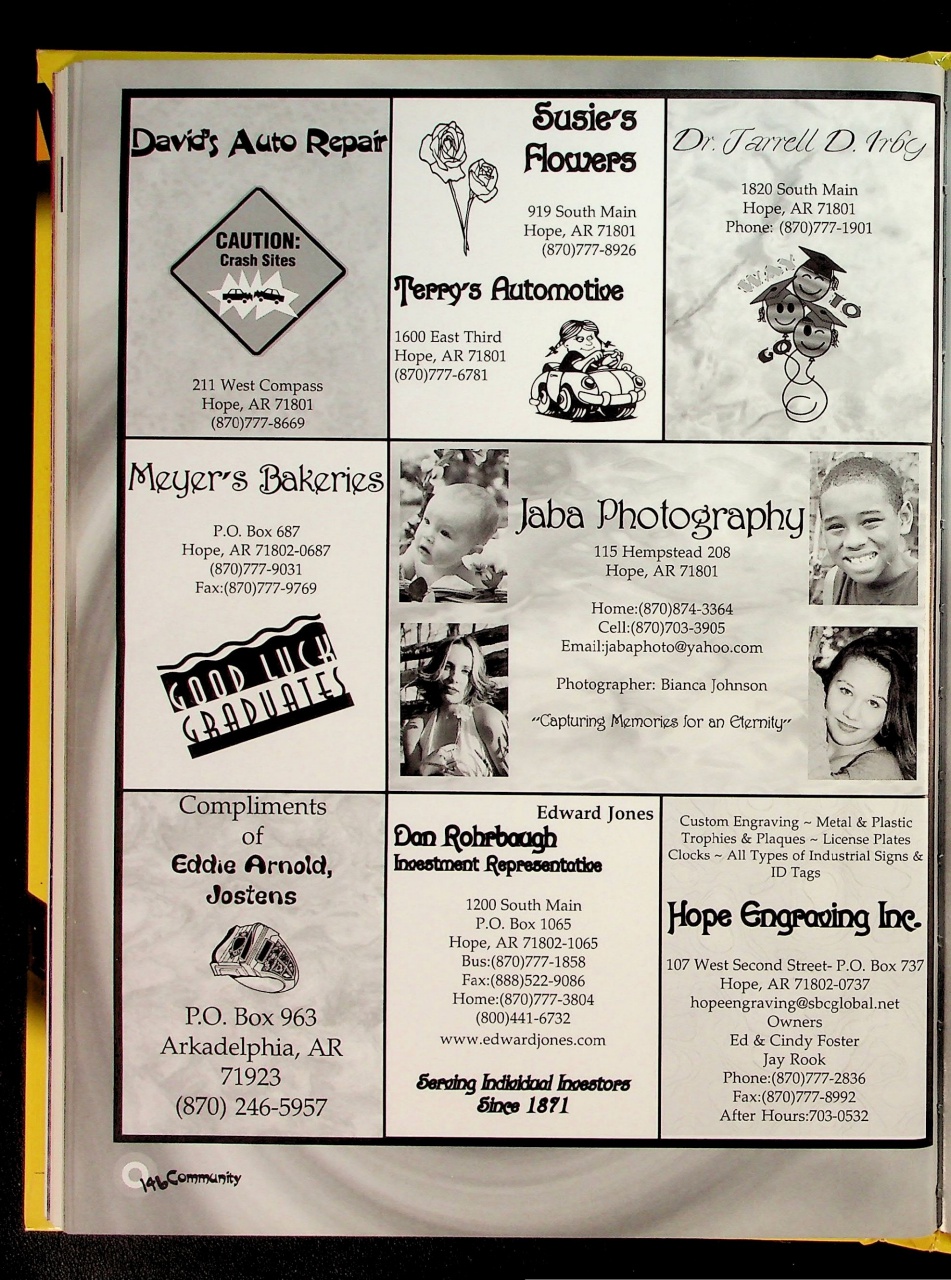 David's Auto Repair
CAUTION:
Crash Sites
211 West Compass
Hope, AR 71801
(870)777-8669
Susie's
Flowers
919 South Main
Hope, AR 71801
(870)777-8926
Terry's Automotive
1600 East Third
Hope, AR 71801
(870)777-6781
Dr. Jarrell D. Irby
1820 South Main
Hope, AR 71801
Phone: (870)777-1901
WAY
TO
GO
Meyer's Bakeries
P.O. Box 687
Hope, AR 71802-0687
(870)777-9031
Fax:(870)777-9769
GOOD LUCK
GRADUATES
Jaba Photography
115 Hempstead 208
Hope, AR 71801
Home:(870)874-3364
Cell:(870)703-3905
Email:jabaphoto@yahoo.com
Photographer: Bianca Johnson
"Capturing Memories for an Eternity"
Compliments
of
Eddie Arnold,
Jostens
P.O. Box 963
Arkadelphia, AR
71923
(870) 246-5957
Edward Jones
Dan Rohrbaugh
Investment Representative
1200 South Main
P.O. Box 1065
Hope, AR 71802-1065
Bus:(870)777-1858
Fax:(888)522-9086
Home:(870)777-3804
(800)441-6732
www.edwardjones.com
Serving Individual Investors
Since 1871
Custom Engraving ~ Metal & Plastic
Trophies & Plaques ~ License Plates
Clocks ~ All Types of Industrial Signs &
ID Tags
Hope Engraving Inc.
107 West Second Street- P.O. Box 737
Hope, AR 71802-0737
hopeengraving@sbcglobal.net
Owners
Ed & Cindy Foster
Jay Rook
Phone:(870)777-2836
Fax:(870)777-8992
After Hours:703-0532
146 Community